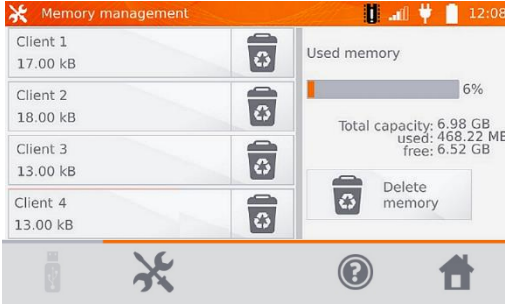 Memory management
12:08
Client 1
17.00 kB
Client 2
18.00 kB
Client 3
13.00 kB
Client 4
13.00 kB
Used memory
6%
Total capacity: 6.98 GB
used: 468.22 MB
free: 6.52 GB
Delete
memory